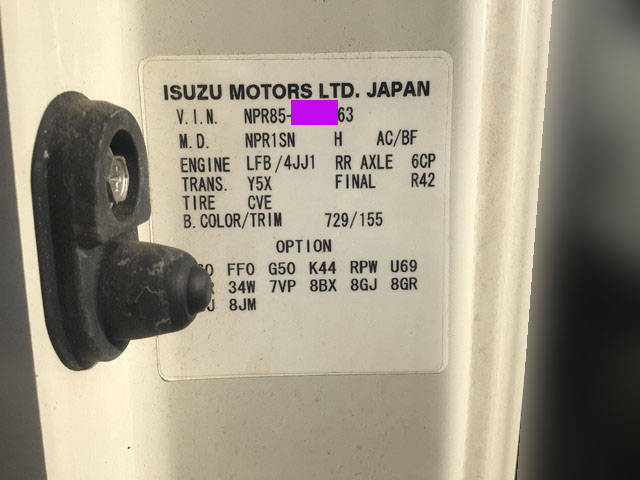 ISUZU MOTORS LTD. JAPAN
V.I.N. NPR85- 63
M.D. NPR1SN H AC/BF
ENGINE LFB/4JJ1 RR AXLE 6CP
TRANS. Y5X FINAL R42
TIRE CVE
B.COLOR/TRIM 729/155
OPTION
FF0 G50 K44 RPW U69
34W 7VP 8BX 8GJ 8GR
8JM